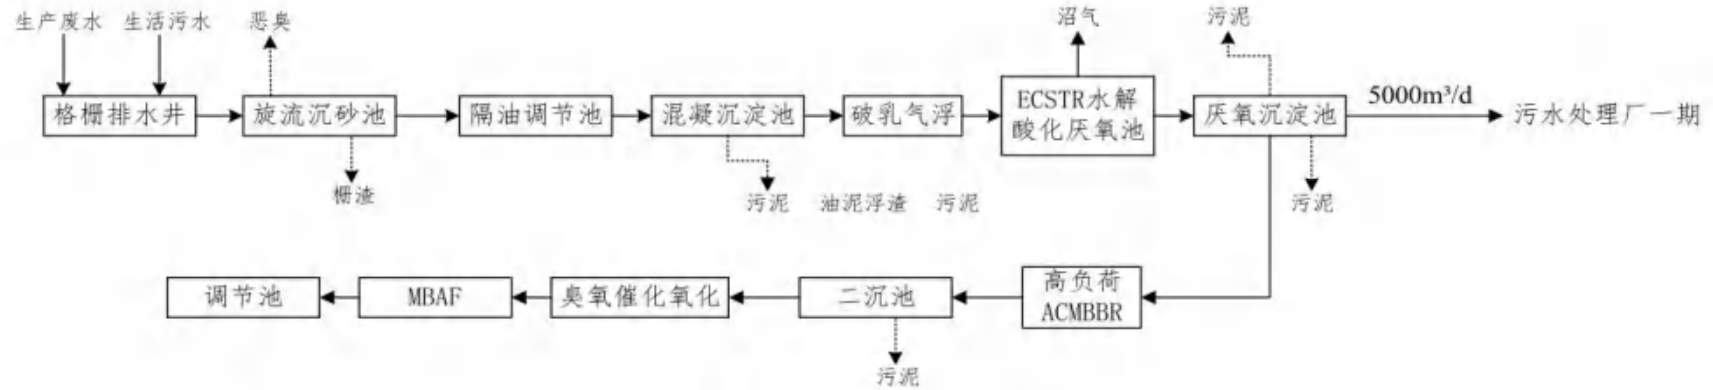 生产废水 生活污水 恶臭 沼气 污泥
格栅排水井 旋流沉砂池 隔油调节池 混凝沉淀池 破乳气浮 ECSTR水解
酸化厌氧池 厌氧沉淀池 5000m³/d 污水处理厂一期
栅渣 污泥 油泥浮渣 污泥 污泥
调节池 MBAF 臭氧催化氧化 二沉池 高负荷
ACMBBR
污泥